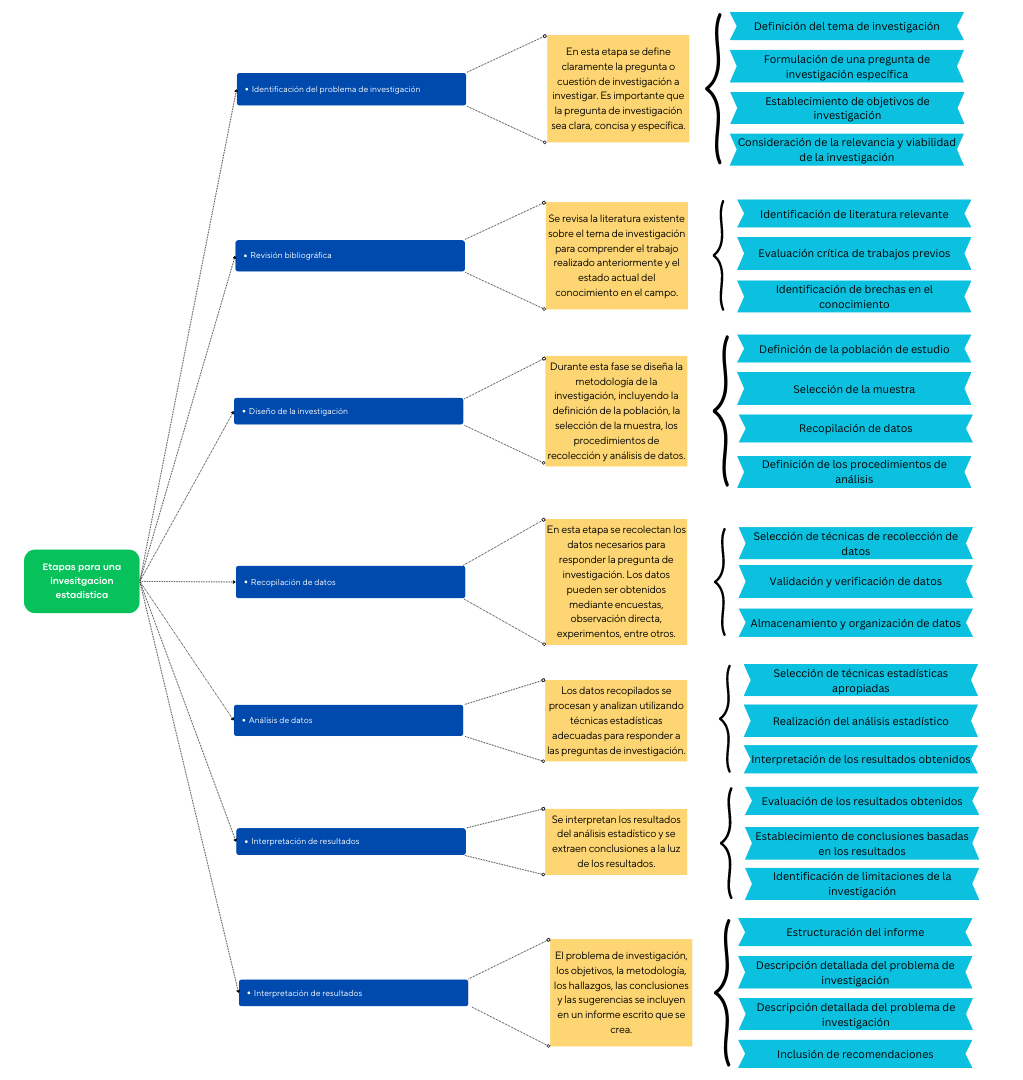 Etapas para una
invesitgacion
estadistica
• Identificación del problema de investigación
En esta etapa se define
claramente la pregunta o
cuestión de investigación a
investigar. Es importante que
la pregunta de investigación
sea clara, concisa y específica.
Definición del tema de investigación
Formulación de una pregunta de
investigación específica
Establecimiento de objetivos de
investigación
Consideración de la relevancia y viabilidad
de la investigación
• Revisión bibliográfica
Se revisa la literatura existente
sobre el tema de investigación
para comprender el trabajo
realizado anteriormente y el
estado actual del
conocimiento en el campo.
Identificación de literatura relevante
Evaluación crítica de trabajos previos
Identificación de brechas en el
conocimiento
• Diseño de la investigación
Durante esta fase se diseña la
metodología de la
investigación, incluyendo la
definición de la población, la
selección de la muestra, los
procedimientos de
recolección y análisis de datos.
Definición de la población de estudio
Selección de la muestra
Recopilación de datos
Definición de los procedimientos de
análisis
• Recopilación de datos
En esta etapa se recolectan los
datos necesarios para
responder la pregunta de
investigación. Los datos
pueden ser obtenidos
mediante encuestas,
observación directa,
experimentos, entre otros.
Selección de técnicas de recolección de
datos
Validación y verificación de datos
Almacenamiento y organización de datos
• Análisis de datos
Los datos recopilados se
procesan y analizan utilizando
técnicas estadísticas
adecuadas para responder a
las preguntas de investigación.
Selección de técnicas estadísticas
apropiadas
Realización del análisis estadístico
Interpretación de los resultados obtenidos
• Interpretación de resultados
Se interpretan los resultados
del análisis estadístico y se
extraen conclusiones a la luz
de los resultados.
Evaluación de los resultados obtenidos
Establecimiento de conclusiones basadas
en los resultados
Identificación de limitaciones de la
investigación
• Interpretación de resultados
El problema de investigación,
los objetivos, la metodología,
los hallazgos, las conclusiones
y las sugerencias se incluyen
en un informe escrito que se
crea.
Estructuración del informe
Descripción detallada del problema de
investigación
Descripción detallada del problema de
investigación
Inclusión de recomendaciones